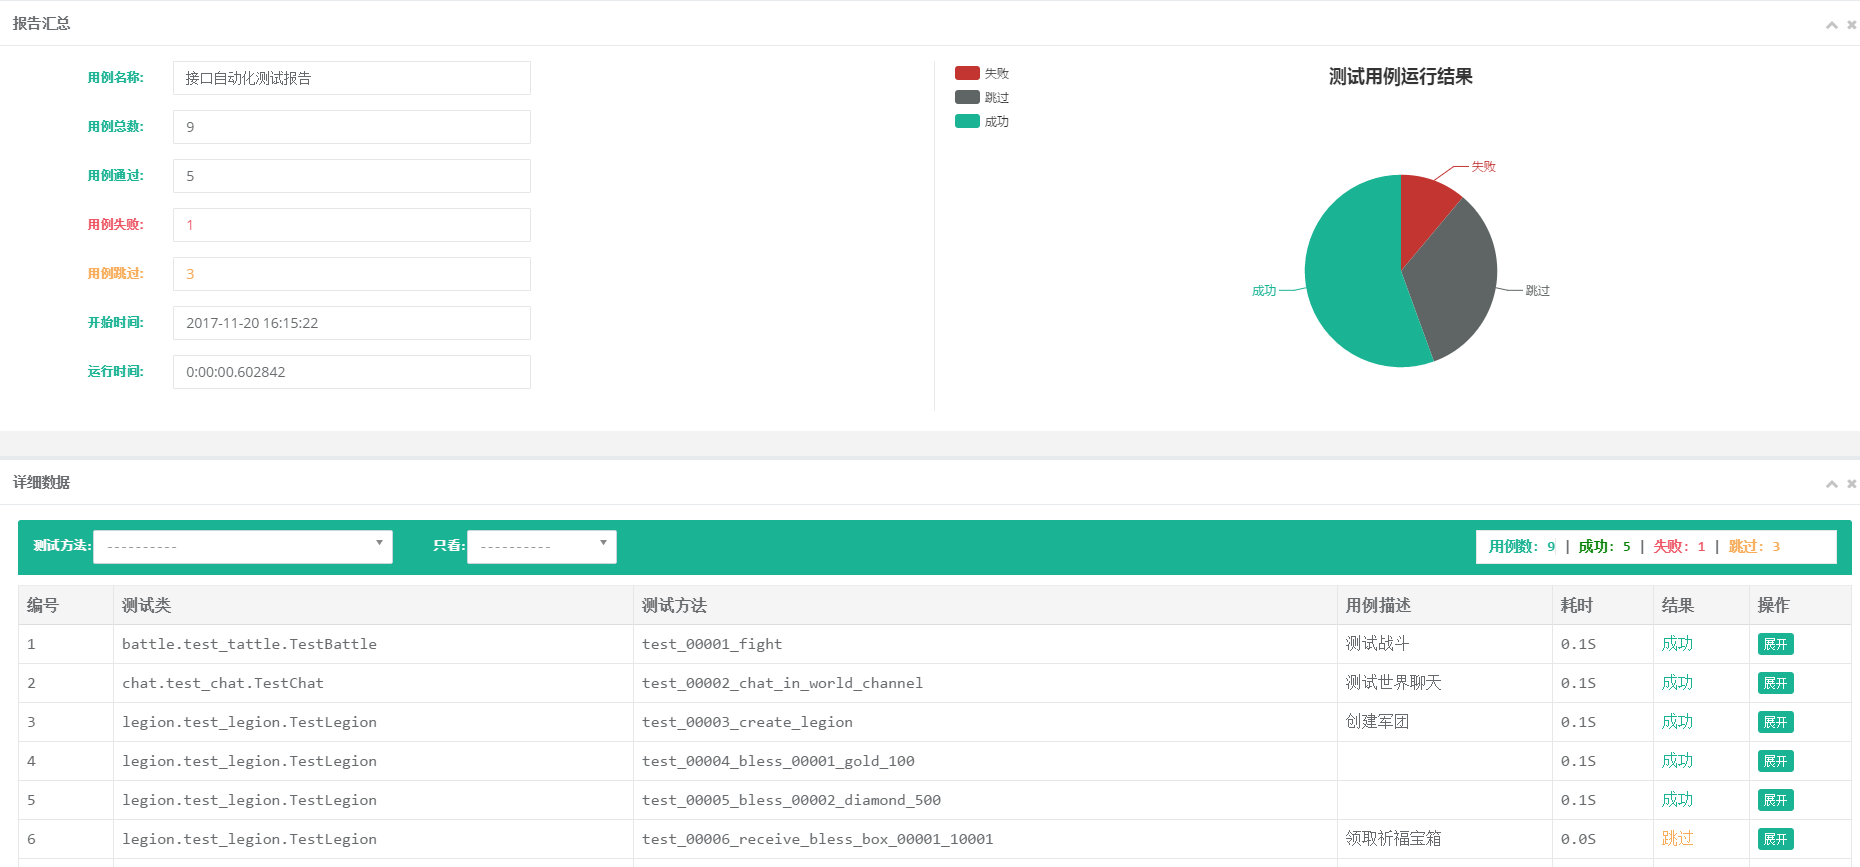 报告汇总
用例名称: 接口自动化测试报告
用例总数: 9
用例通过: 5
用例失败: 1
用例跳过: 3
开始时间: 2017-11-20 16:15:22
运行时间: 0:00:00.602842
失败
跳过
成功
测试用例运行结果
失败
成功
跳过
详细数据
测试方法: ---------- 只看: ---------- 用例数: 9 | 成功: 5 | 失败: 1 | 跳过: 3
编号 测试类 测试方法 用例描述 耗时 结果 操作
1 battle.test_tattle.TestBattle test_00001_fight 测试战斗 0.1S 成功 展开
2 chat.test_chat.TestChat test_00002_chat_in_world_channel 测试世界聊天 0.1S 成功 展开
3 legion.test_legion.TestLegion test_00003_create_legion 创建军团 0.1S 成功 展开
4 legion.test_legion.TestLegion test_00004_bless_00001_gold_100 0.1S 成功 展开
5 legion.test_legion.TestLegion test_00005_bless_00002_diamond_500 0.1S 成功 展开
6 legion.test_legion.TestLegion test_00006_receive_bless_box_00001_10001 领取祈福宝箱 0.0S 跳过 展开